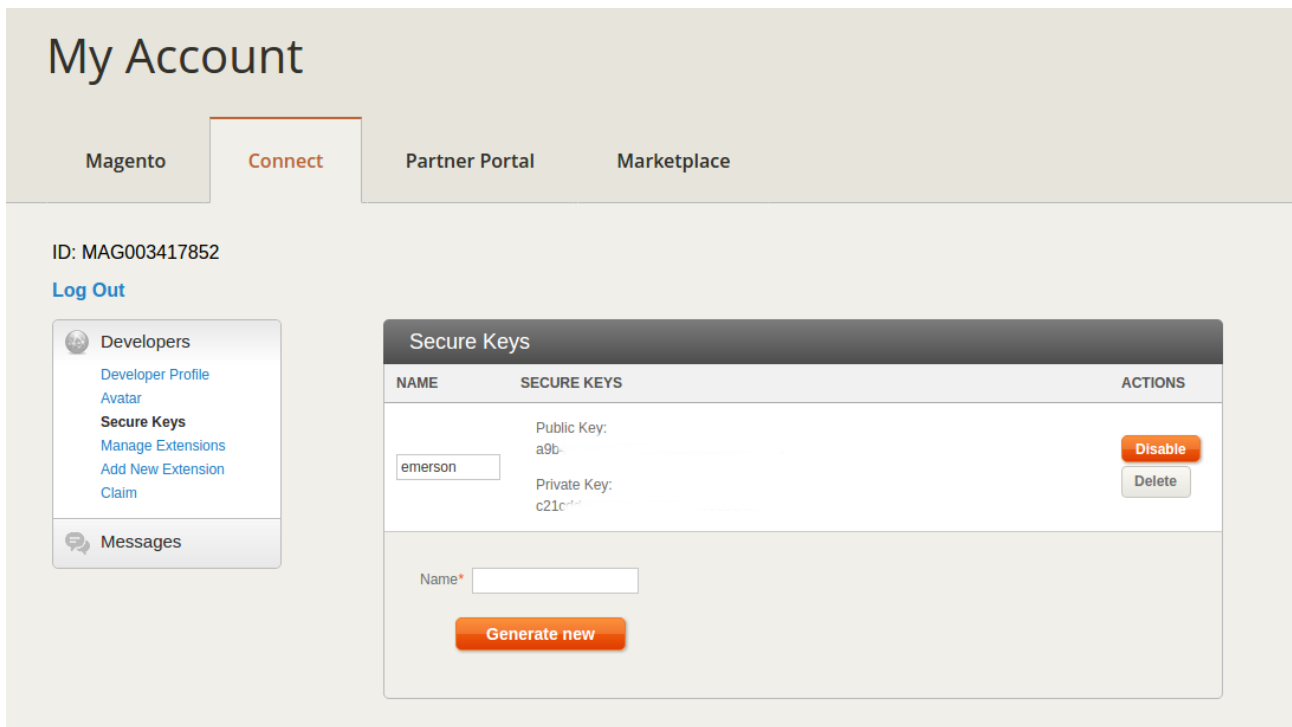 My Account
Magento Connect Partner Portal Marketplace
ID: MAG003417852
Log Out
Developers
Developer Profile
Avatar
Secure Keys
Manage Extensions
Add New Extension
Claim
Messages
Secure Keys
NAME SECURE KEYS ACTIONS
emerson
Public Key:
a9b
Private Key:
c21c
Disable
Delete
Name*
Generate new